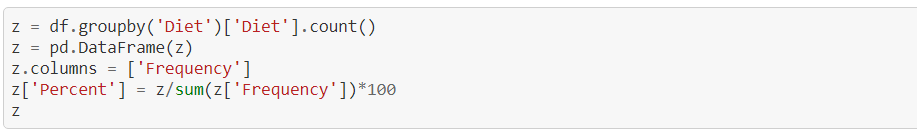 z = df.groupby('Diet')['Diet'].count()
z = pd.DataFrame(z)
z.columns = ['Frequency']
z['Percent'] = z/sum(z['Frequency'])*100
z